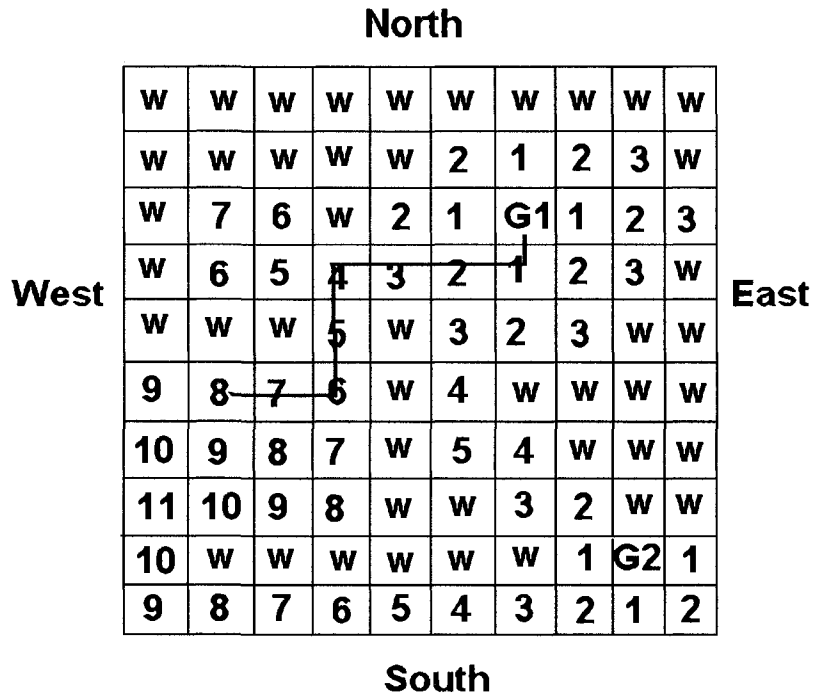 North
w w w w w w w w w w
w w w w w 2 1 2 3 w
w 7 6 w 2 1 G1 1 2 3
w 6 5 4 3 2 1 2 3 w
West
East
w w w 5 w 3 2 3 w w
9 8 7 6 w 4 w w w w
10 9 8 7 w 5 4 w w w
11 10 9 8 w w 3 2 w w
10 w w w w w w 1 G2 1
9 8 7 6 5 4 3 2 1 2
South